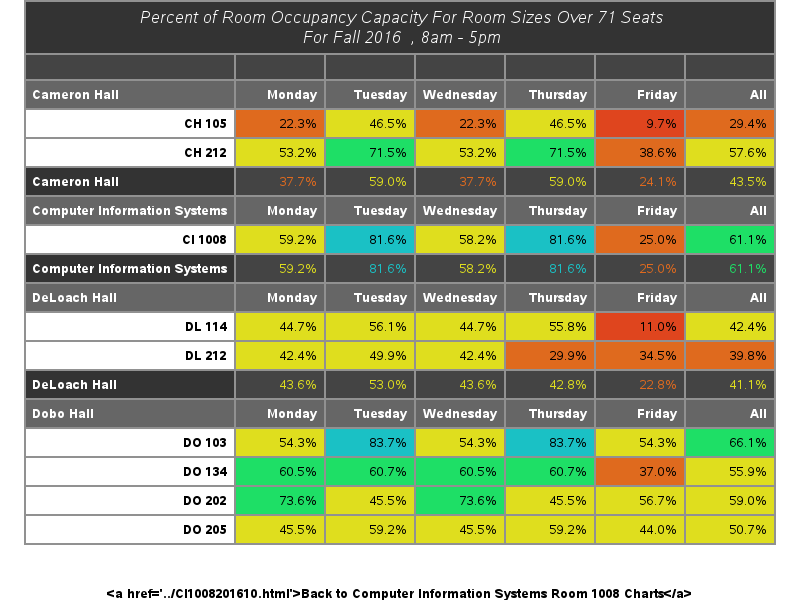 Percent of Room Occupancy Capacity For Room Sizes Over 71 Seats
For Fall 2016 , 8am - 5pm
Cameron Hall Monday Tuesday Wednesday Thursday Friday All
CH 105 22.3% 46.5% 22.3% 46.5% 9.7% 29.4%
CH 212 53.2% 71.5% 53.2% 71.5% 38.6% 57.6%
Cameron Hall 37.7% 59.0% 37.7% 59.0% 24.1% 43.5%
Computer Information Systems Monday Tuesday Wednesday Thursday Friday All
CI 1008 59.2% 81.6% 58.2% 81.6% 25.0% 61.1%
Computer Information Systems 59.2% 81.6% 58.2% 81.6% 25.0% 61.1%
DeLoach Hall Monday Tuesday Wednesday Thursday Friday All
DL 114 44.7% 56.1% 44.7% 55.8% 11.0% 42.4%
DL 212 42.4% 49.9% 42.4% 29.9% 34.5% 39.8%
DeLoach Hall 43.6% 53.0% 43.6% 42.8% 22.8% 41.1%
Dobo Hall Monday Tuesday Wednesday Thursday Friday All
DO 103 54.3% 83.7% 54.3% 83.7% 54.3% 66.1%
DO 134 60.5% 60.7% 60.5% 60.7% 37.0% 55.9%
DO 202 73.6% 45.5% 73.6% 45.5% 56.7% 59.0%
DO 205 45.5% 59.2% 45.5% 59.2% 44.0% 50.7%
&lt;a href='../CI1008201610.html'&gt;Back to Computer Information Systems Room 1008 Charts&lt;/a&gt;